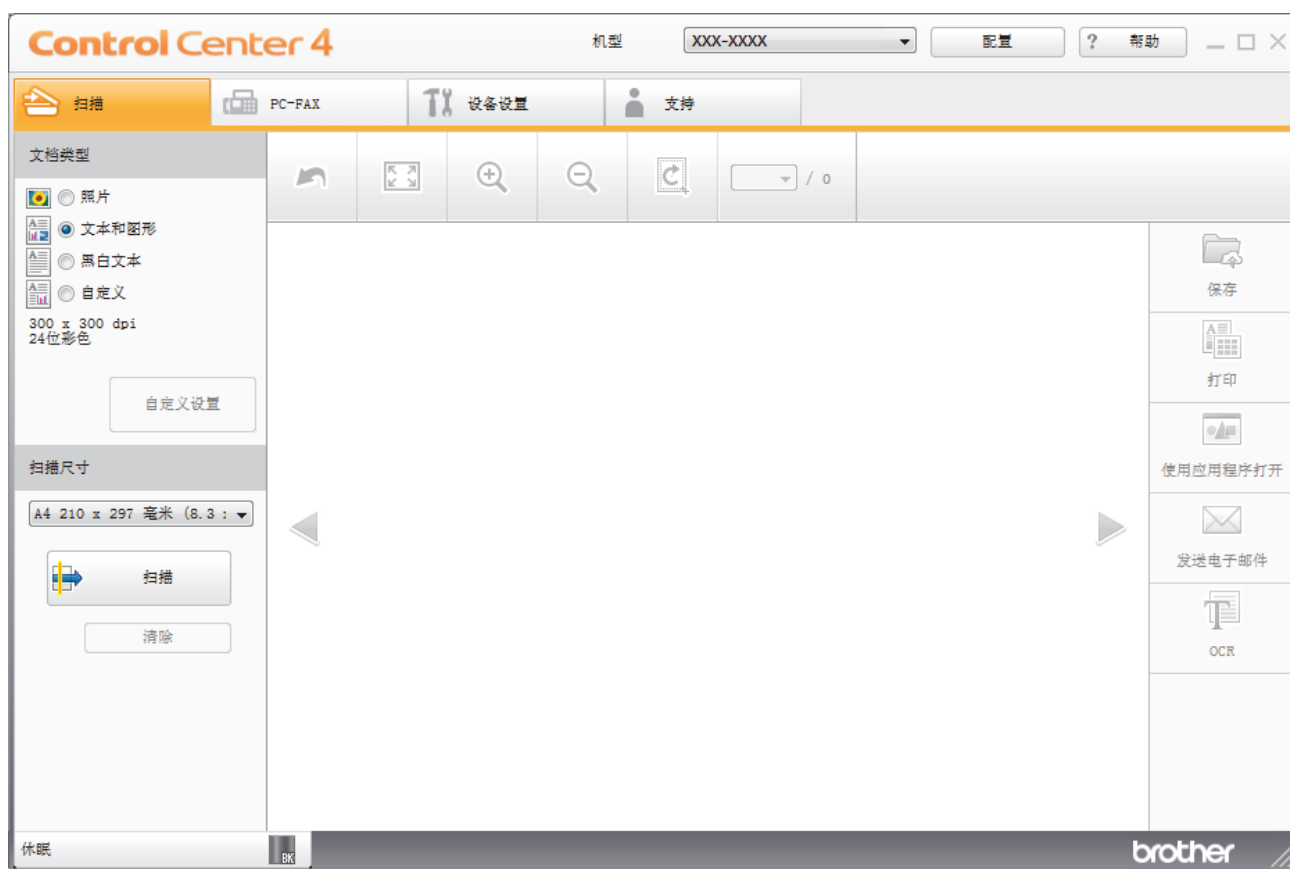 Control Center 4
机型
XXX-XXXX
配置
? 帮助
扫描
PC-FAX
设备设置
支持
文档类型
照片
文本和图形
黑白文本
自定义
300 x 300 dpi
24位彩色
自定义设置
扫描尺寸
A4 210 x 297 毫米 (8.3 :
扫描
清除
/ 0
保存
打印
使用应用程序打开
发送电子邮件
OCR
休眠
BK
brother